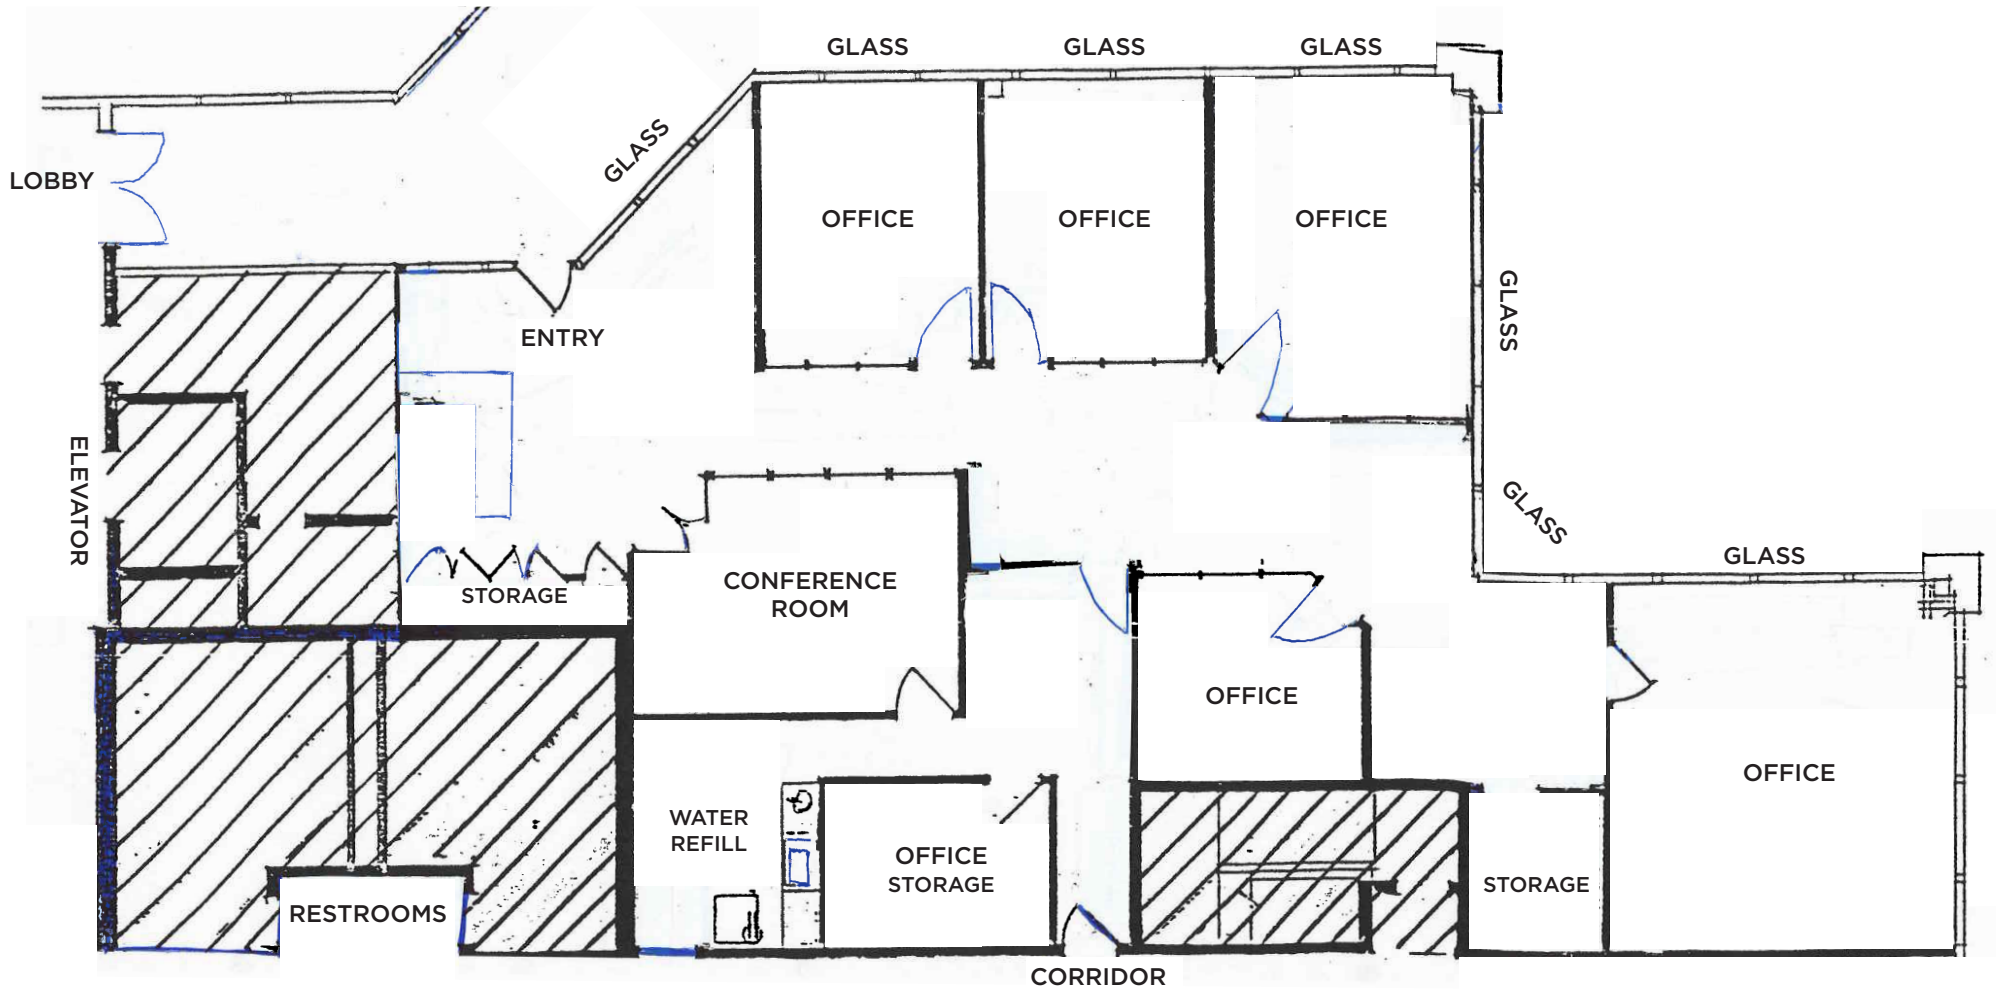 GLASS
GLASS
GLASS
GLASS
LOBBY
OFFICE
OFFICE
OFFICE
GLASS
ENTRY
ELEVATOR
GLASS
GLASS
STORAGE
CONFERENCE
ROOM
OFFICE
OFFICE
WATER
REFILL
OFFICE
STORAGE
STORAGE
RESTROOMS
CORRIDOR